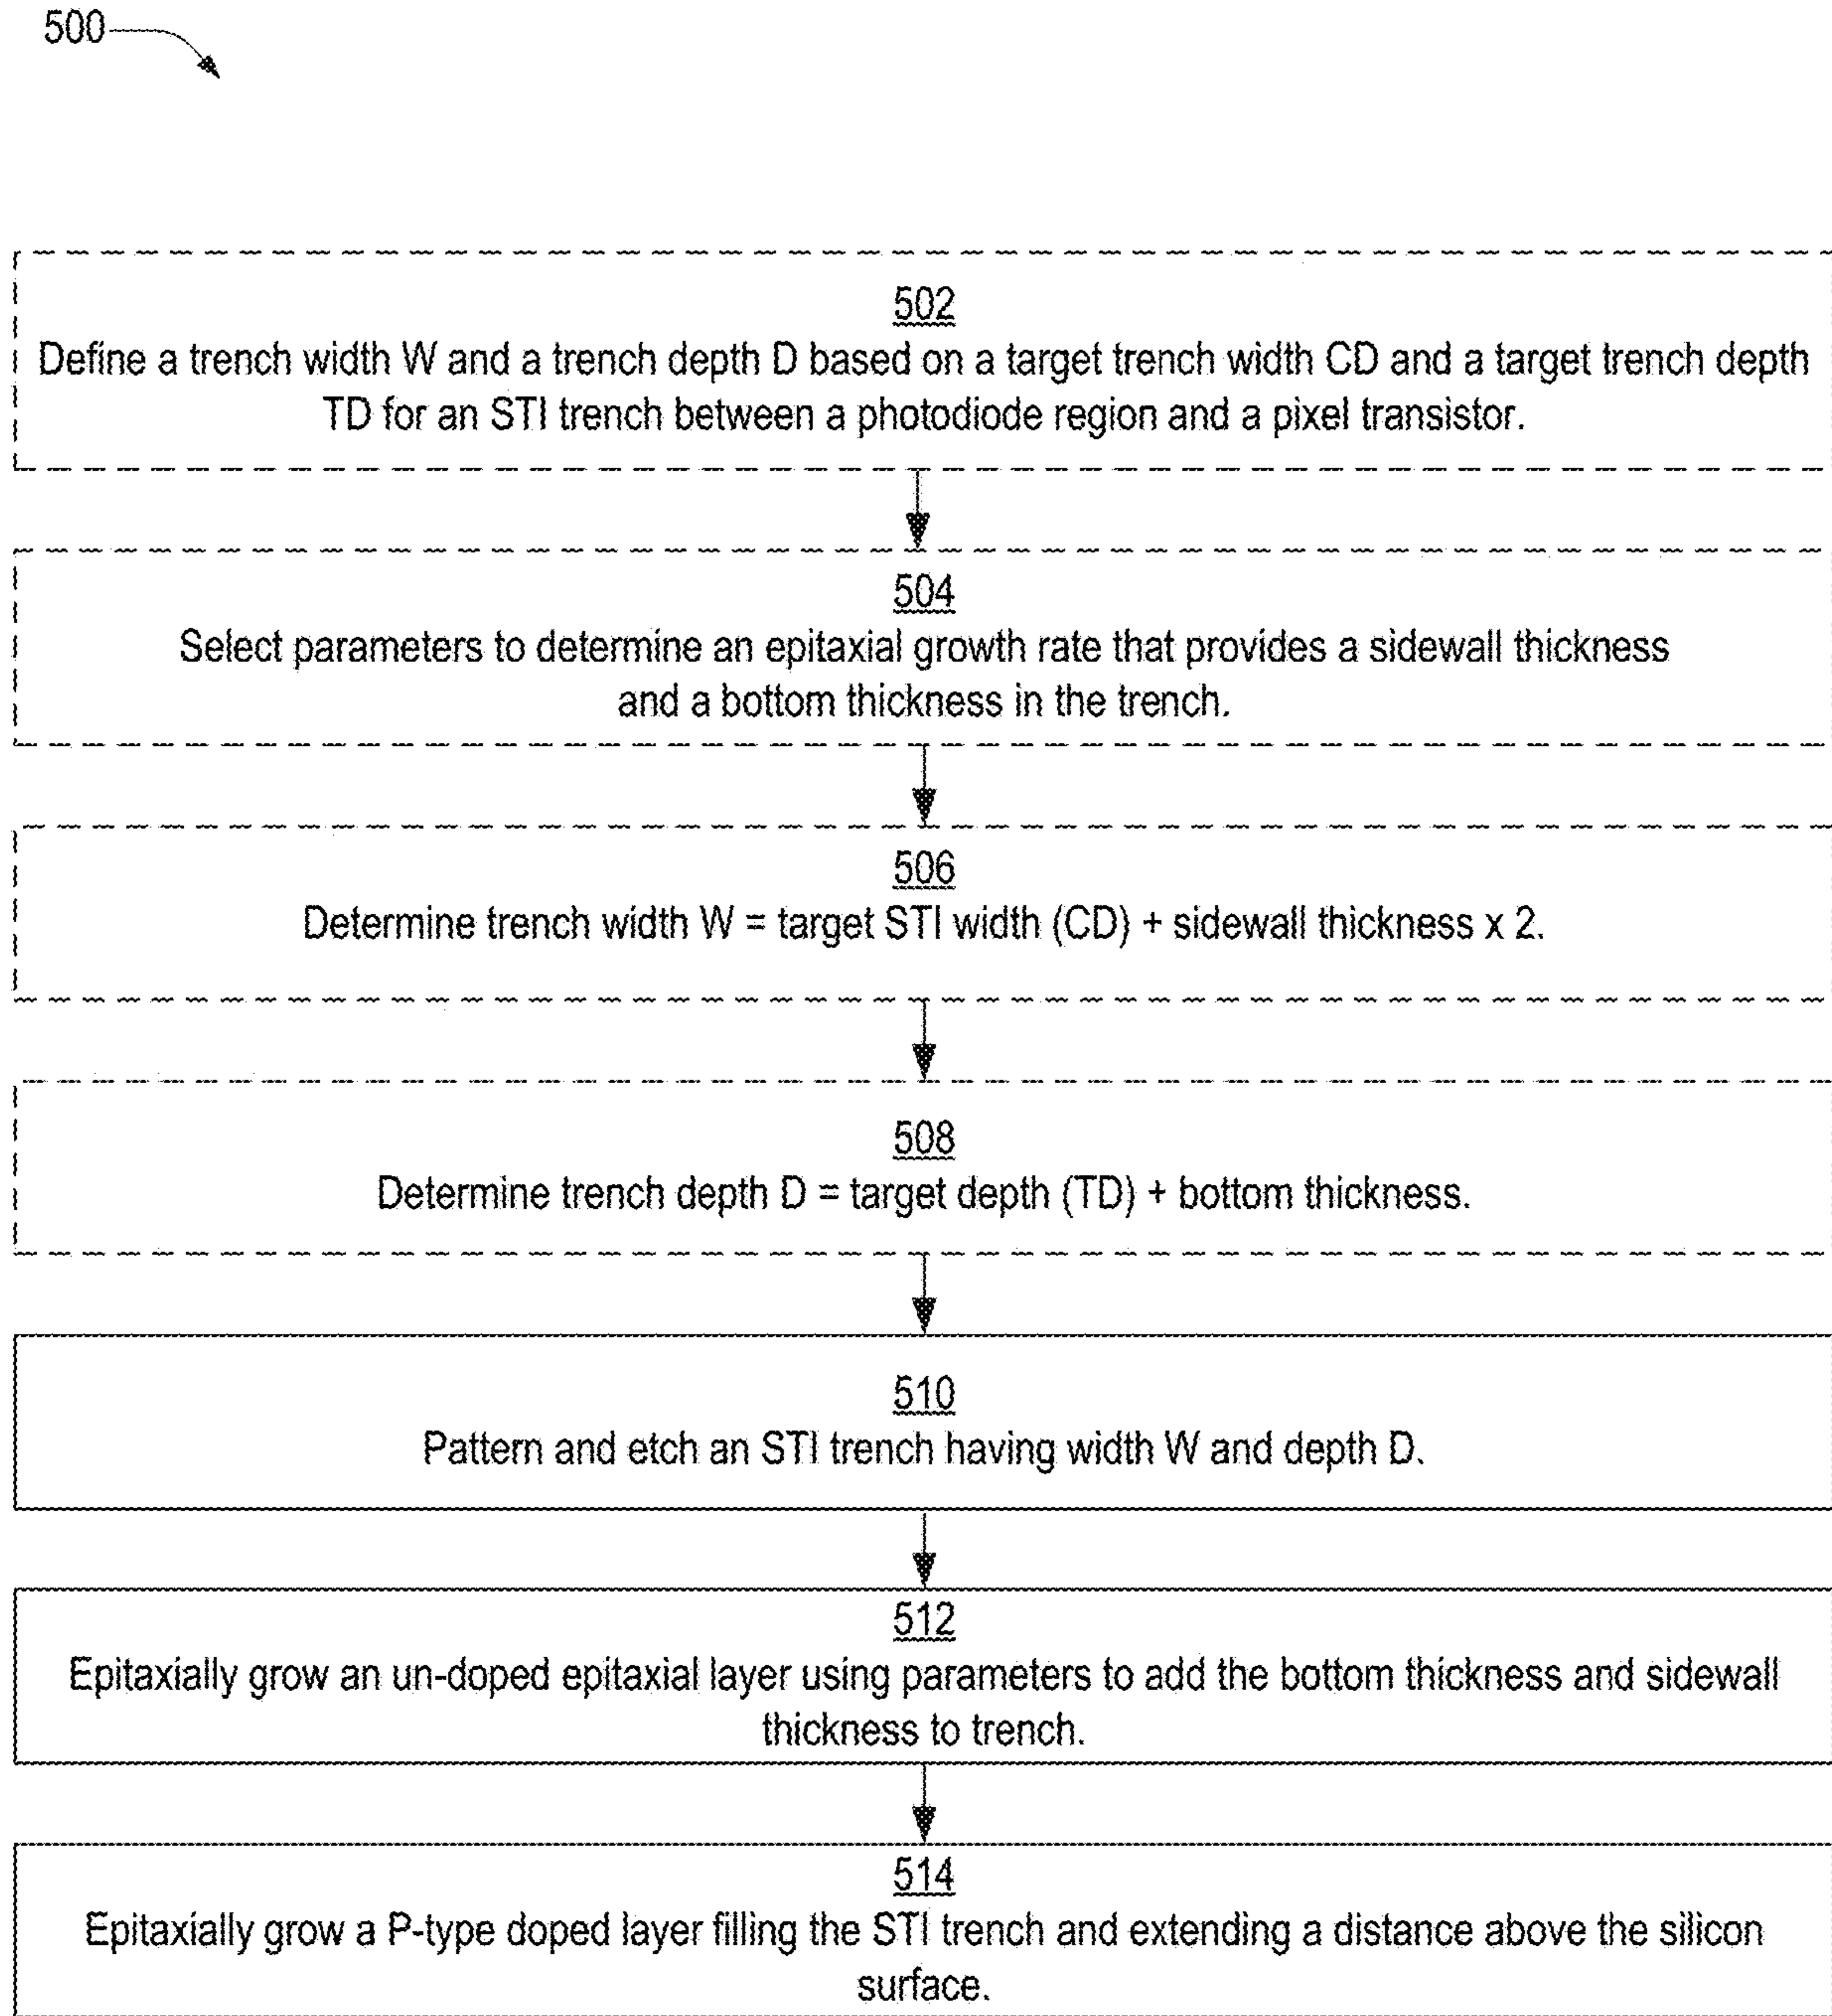 500
502
Define a trench width W and a trench depth D based on a target trench width CD and a target trench depth
TD for an STI trench between a photodiode region and a pixel transistor.
504
Select parameters to determine an epitaxial growth rate that provides a sidewall thickness
and a bottom thickness in the trench.
506
Determine trench width W = target STI width (CD) + sidewall thickness x 2.
508
Determine trench depth D = target depth (TD) + bottom thickness.
510
Pattern and etch an STI trench having width W and depth D.
512
Epitaxially grow an un-doped epitaxial layer using parameters to add the bottom thickness and sidewall
thickness to trench.
514
Epitaxially grow a P-type doped layer filling the STI trench and extending a distance above the silicon
surface.